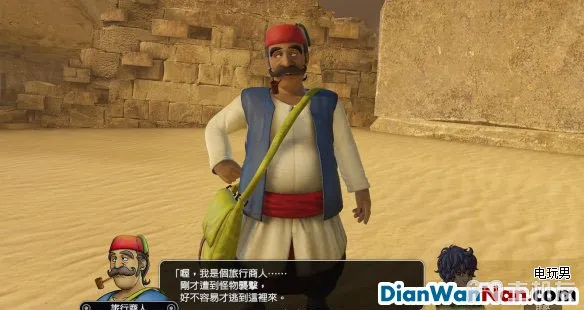 「喔,我是個旅行商人……
剛才遭到怪物襲擊,
好不容易才逃到這裡來。
旅行商人
电玩男
DianWanNan.com